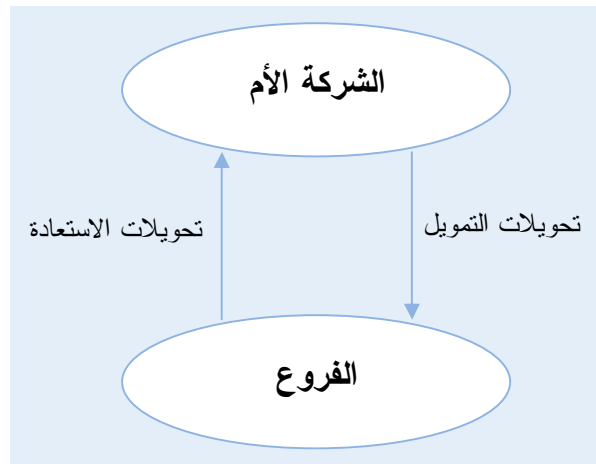 الشركة الأم
تحويلات التمويل
تحويلات الاستعادة
الفروع